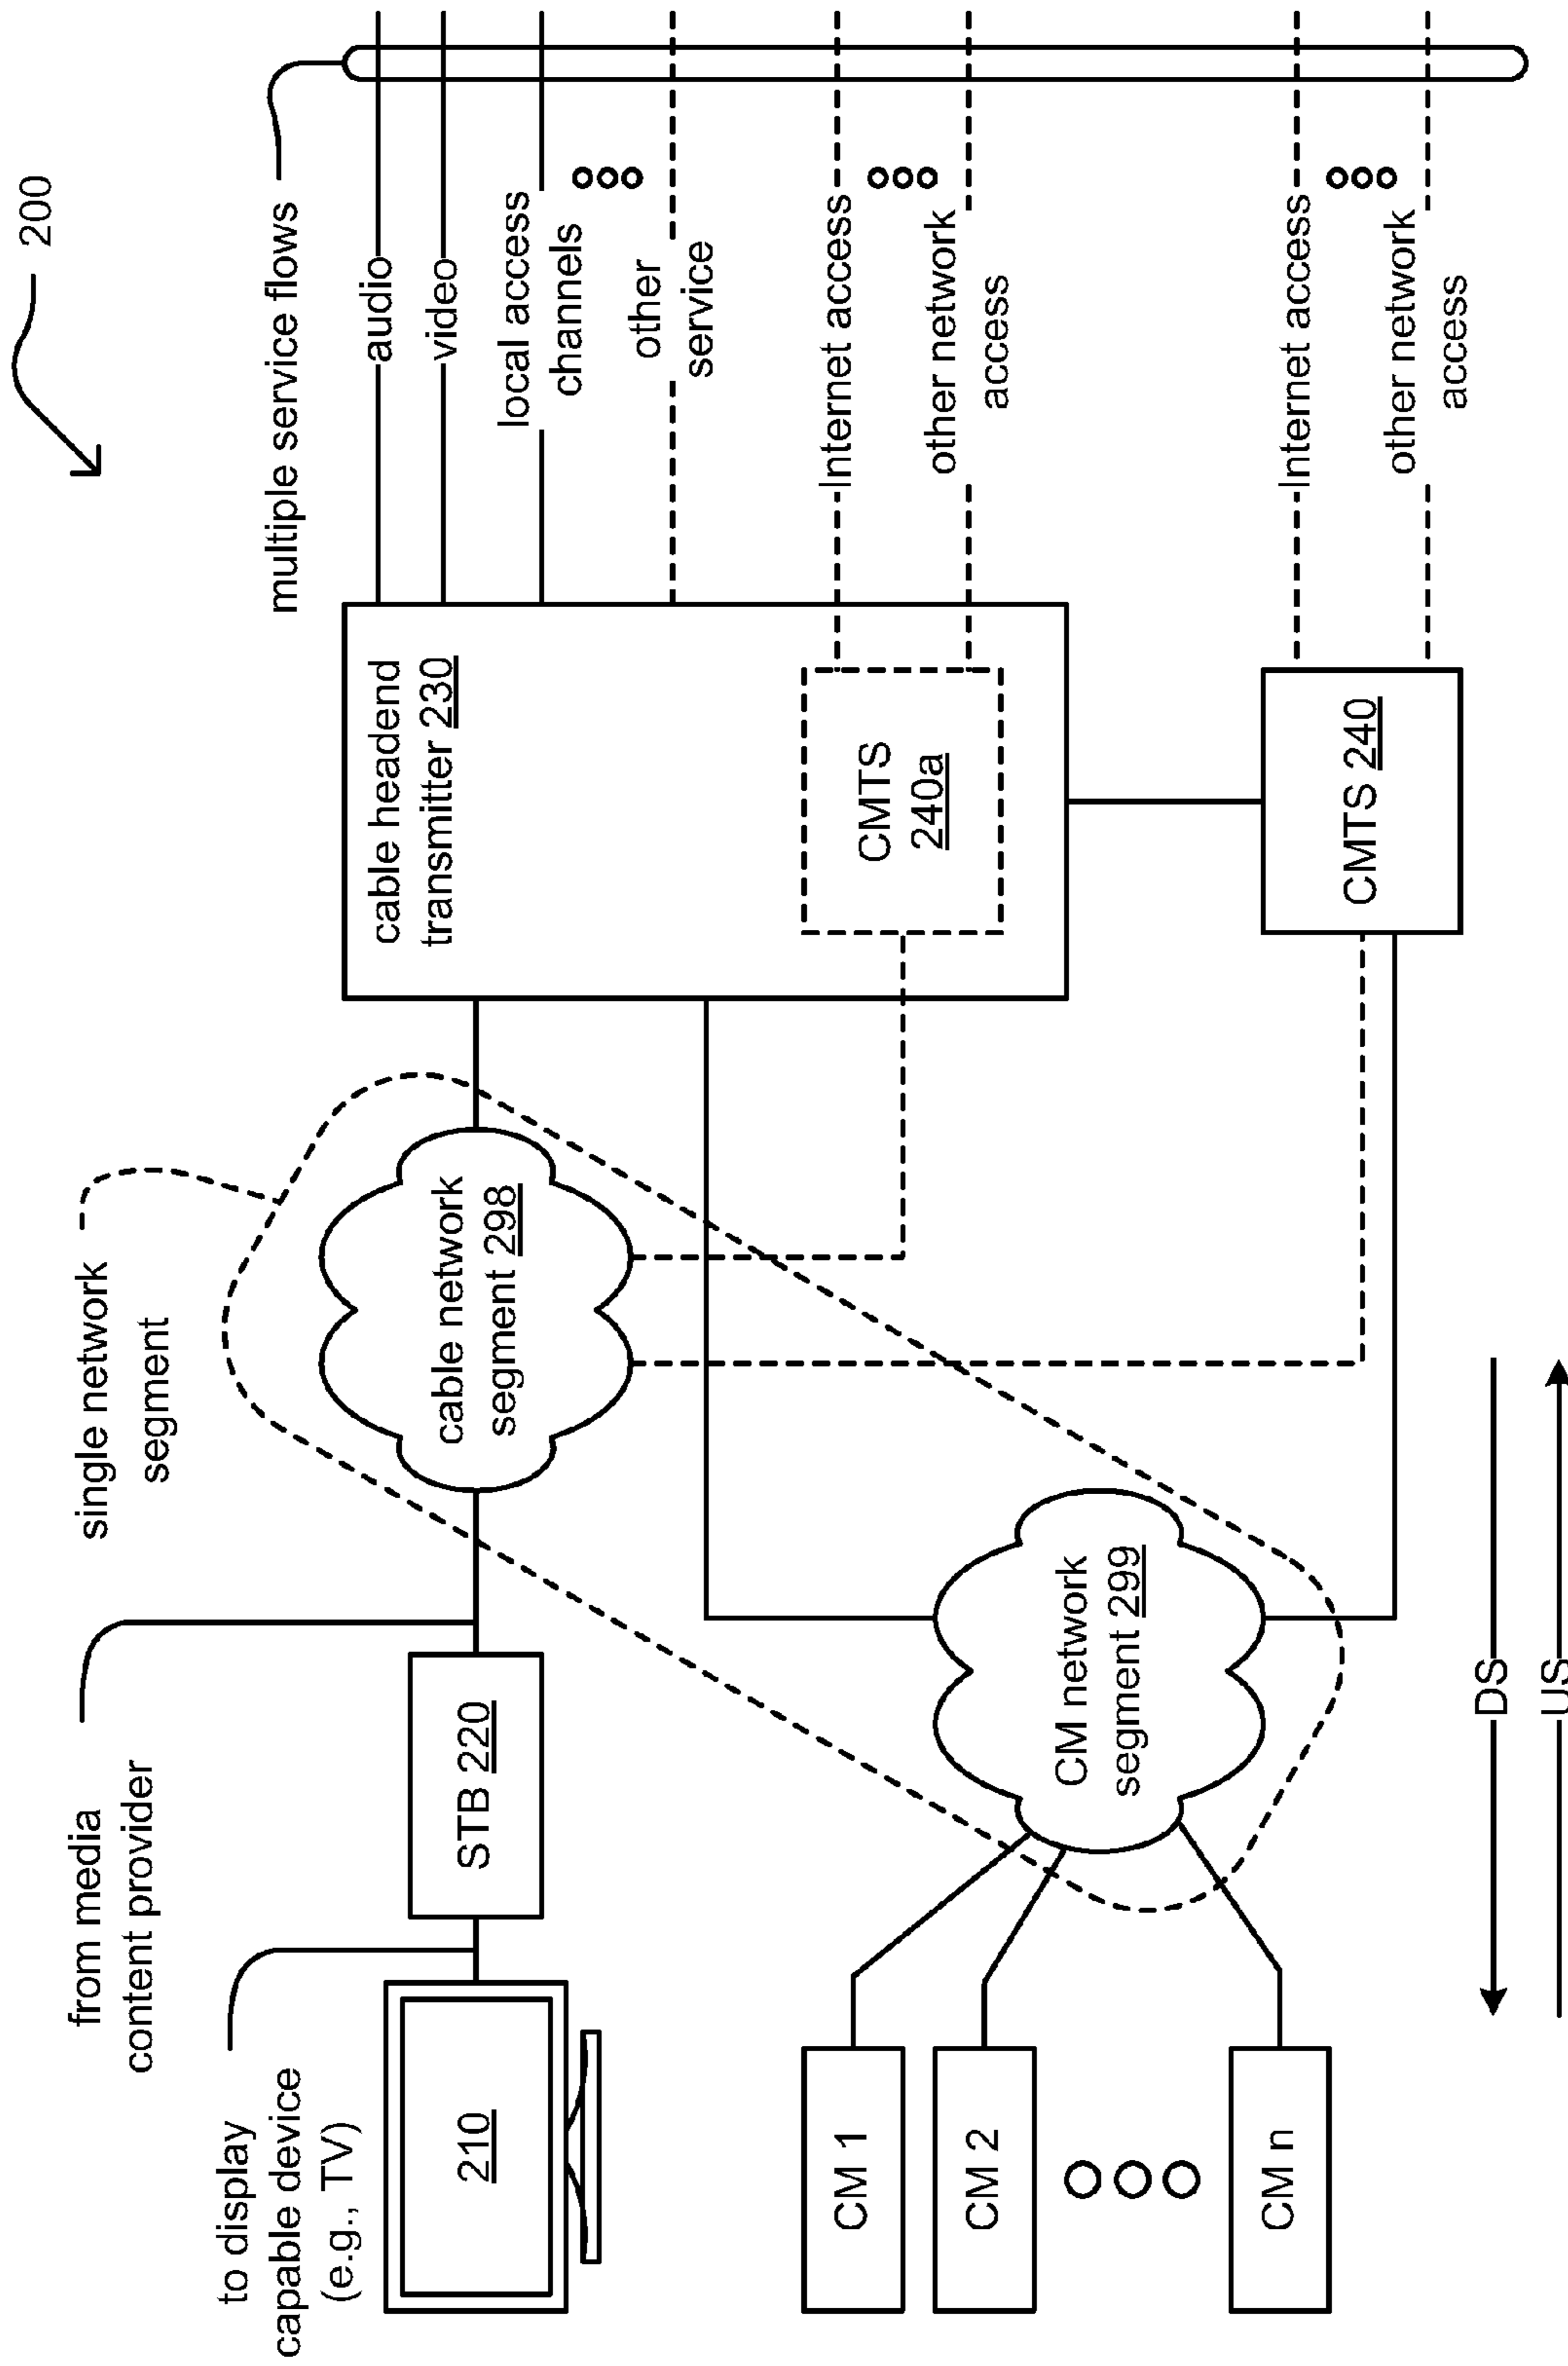 200
multiple service flows
audio
video
local access
channels
other
service
Internet access
other network
access
Internet access
other network
access
cable headend
transmitter 230
CMTS
240a
CMTS 240
single network
segment
cable network
segment 298
CM network
segment 299
from media
content provider
STB 220
to display
capable device
(e.g., TV)
210
CM 1
CM 2
CM n
DS
US